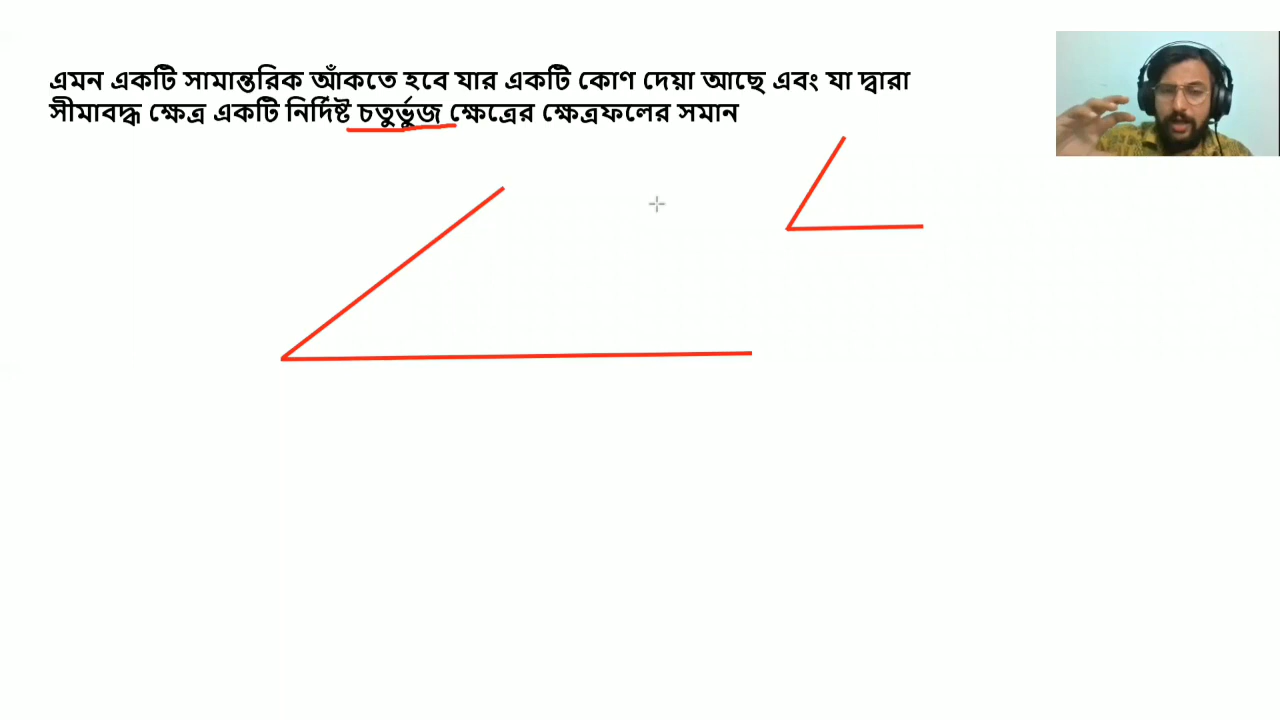 এমন একটি সামান্তরিক আঁকতে হবে যার একটি কোণ দেয়া আছে এবং যা দ্বারা
সীমাবদ্ধ ক্ষেত্র একটি নির্দিষ্ট চতুর্ভুজ ক্ষেত্রের ক্ষেত্রফলের সমান